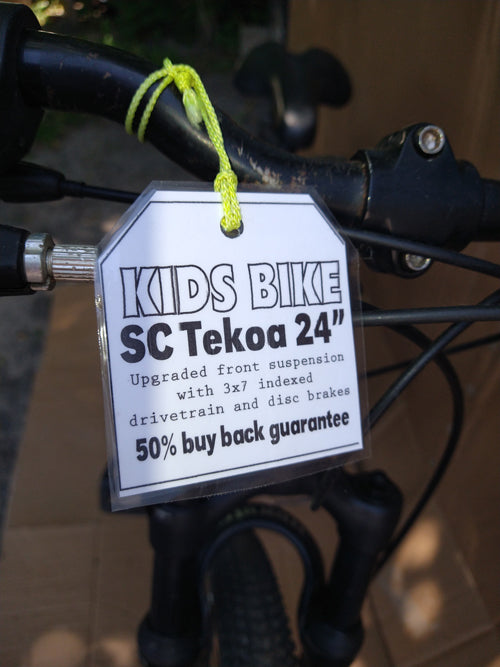 KIDS BIKE
SC Tekoa 24”
Upgraded front suspension
with 3x7 indexed
drivetrain and disc brakes
50% buy back guarantee